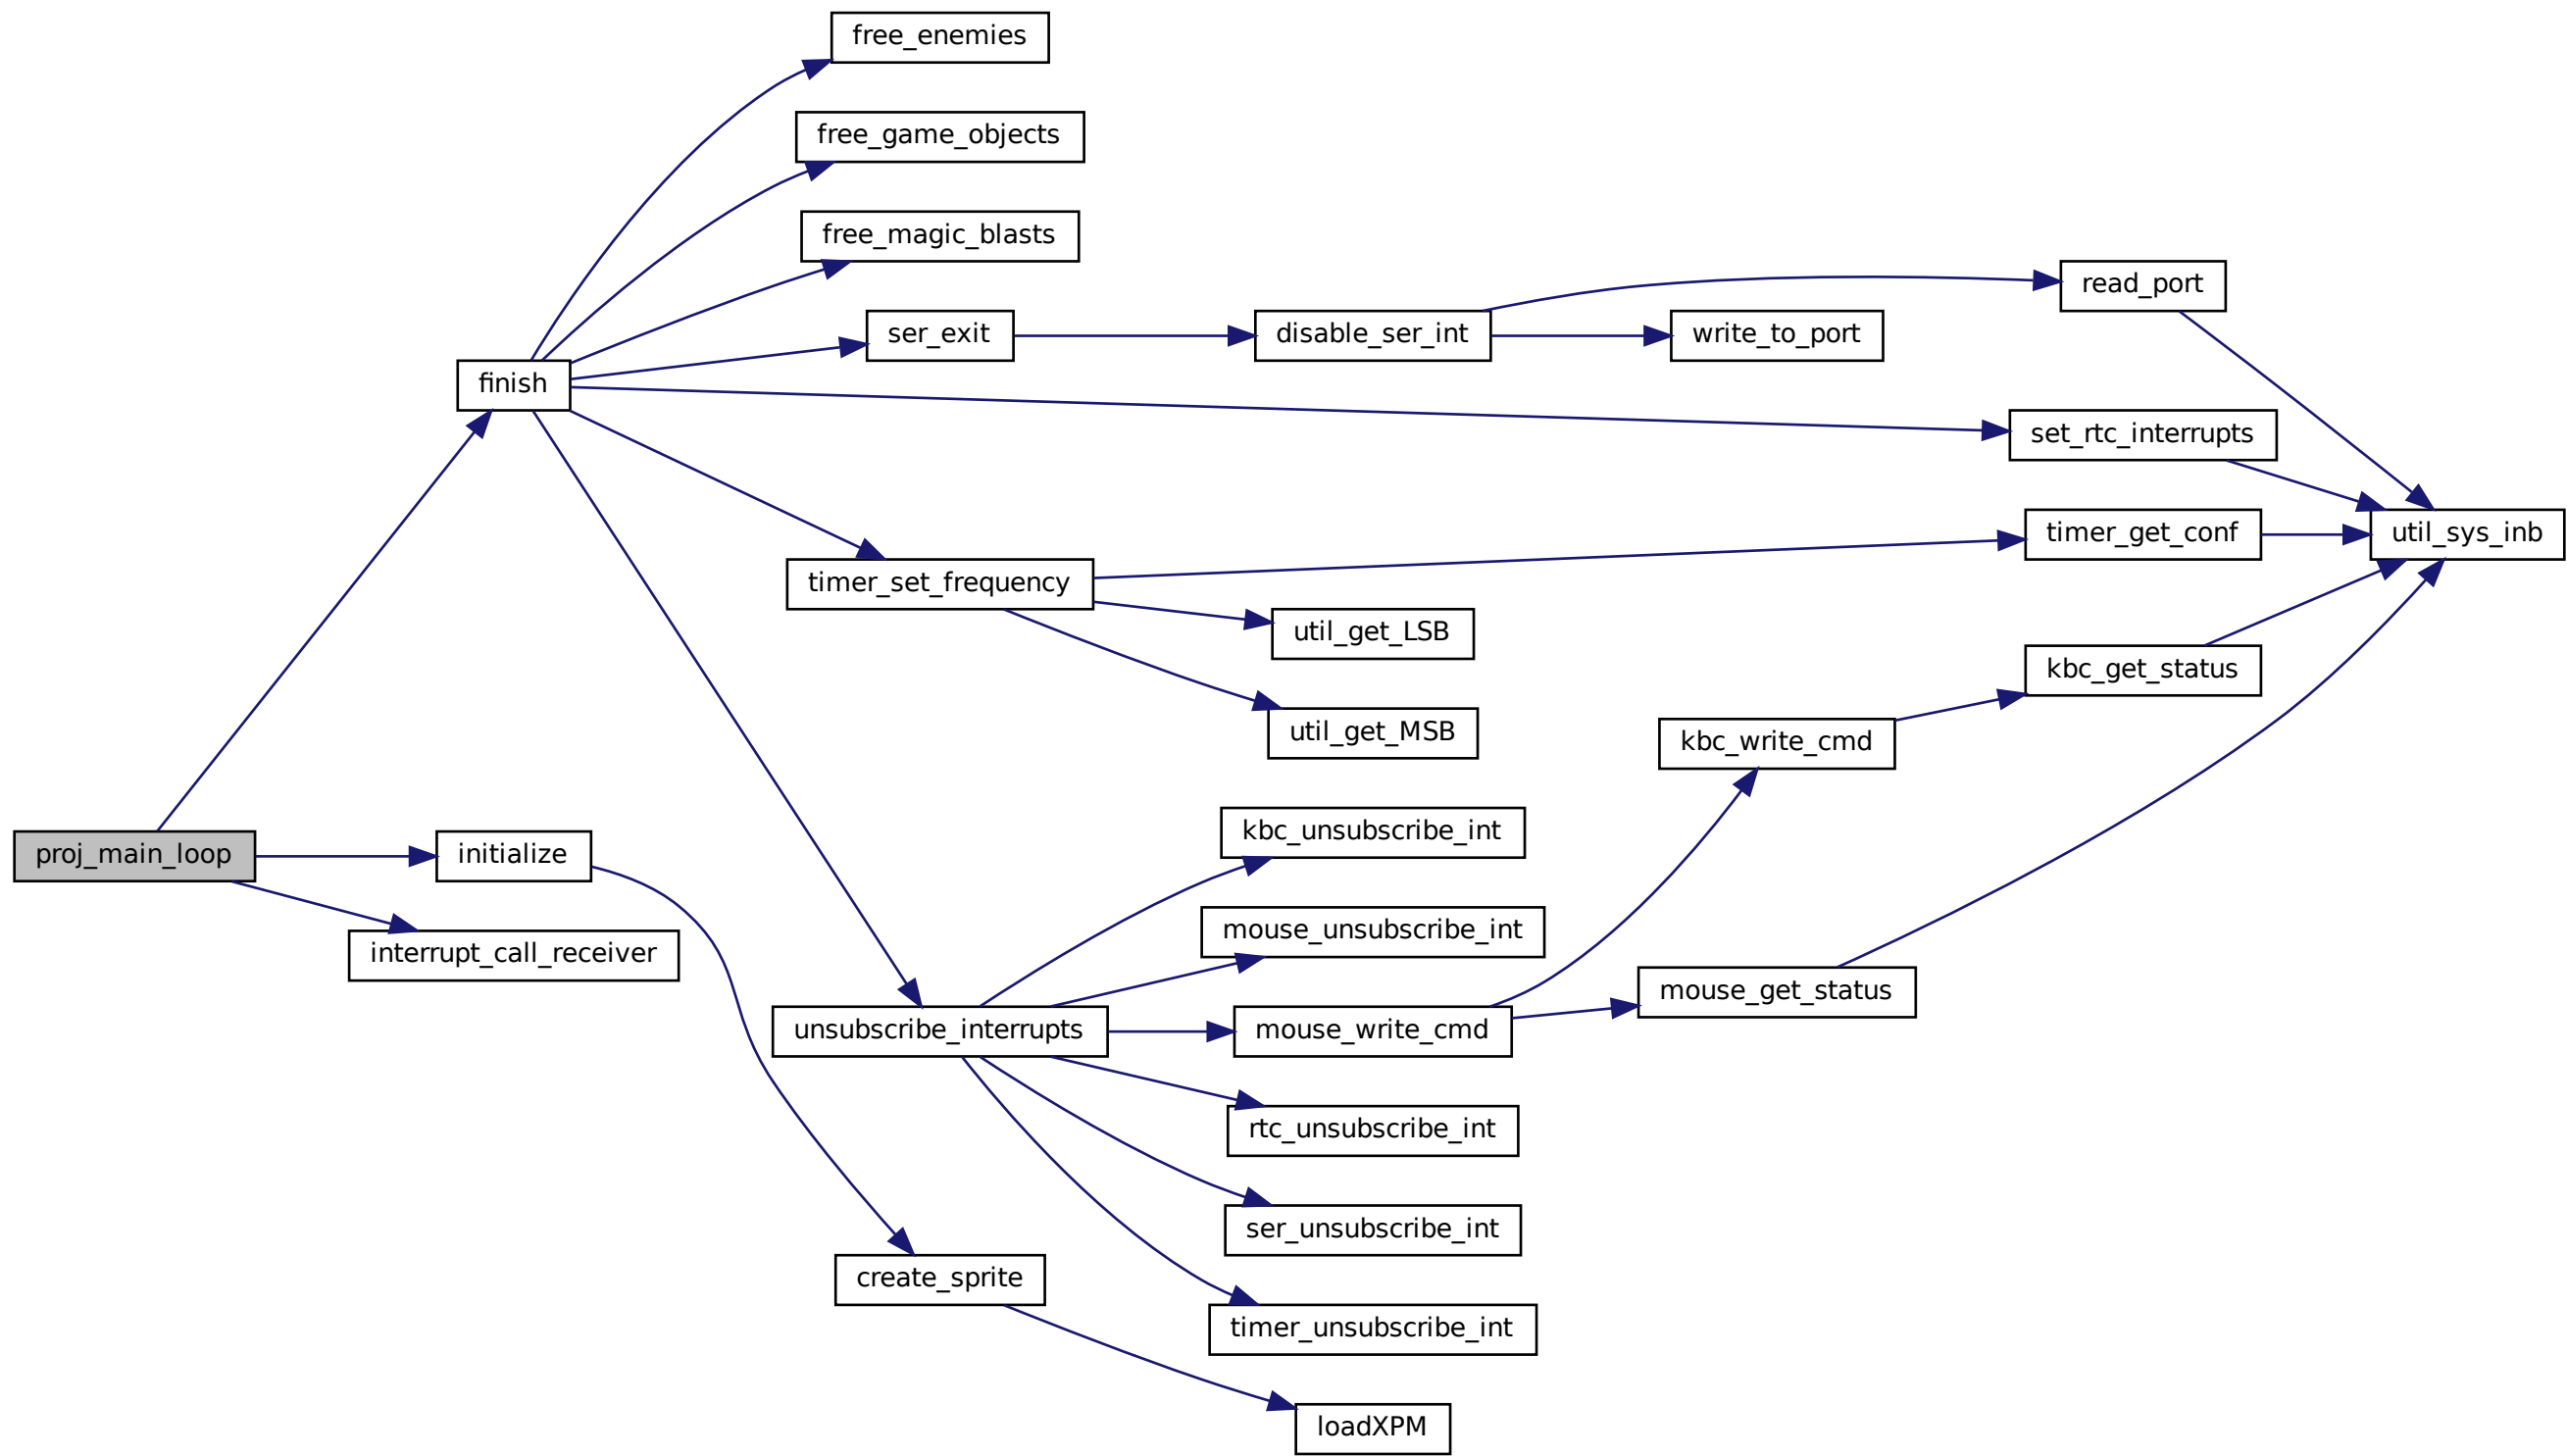 free_enemies
free_game_objects
free_magic_blasts
read_port
ser_exit
disable_ser_int
write_to_port
finish
set_rtc_interrupts
timer_get_conf
util_sys_inb
timer_set_frequency
util_get_LSB
kbc_get_status
util_get_MSB
kbc_write_cmd
kbc_unsubscribe_int
proj_main_loop
initialize
mouse_unsubscribe_int
interrupt_call_receiver
mouse_get_status
unsubscribe_interrupts
mouse_write_cmd
rtc_unsubscribe_int
ser_unsubscribe_int
create_sprite
timer_unsubscribe_int
loadXPM